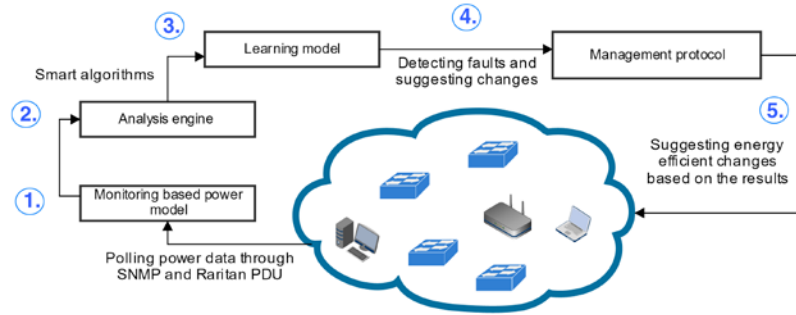 3.
4.
Learning model
Management protocol
Detecting faults and
suggesting changes
Smart algorithms
2.
Analysis engine
5.
Suggesting energy
efficient changes
based on the results
1.
Monitoring based power
model
Polling power data through
SNMP and Raritan PDU